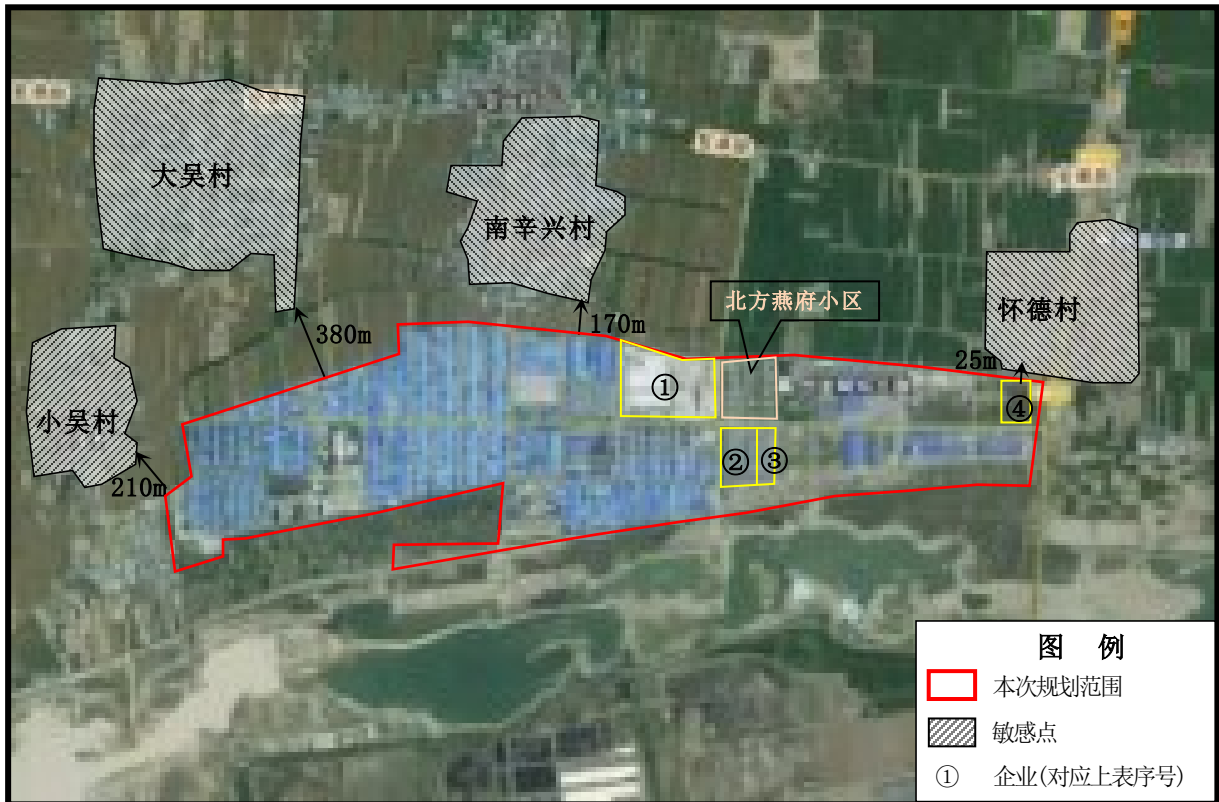 大吴村
南辛兴村
北方燕府小区
怀德村
380m
170m
25m
①
④
小吴村
②
③
210m
图 例
本次规划范围
敏感点
① 企业(对应上表序号)